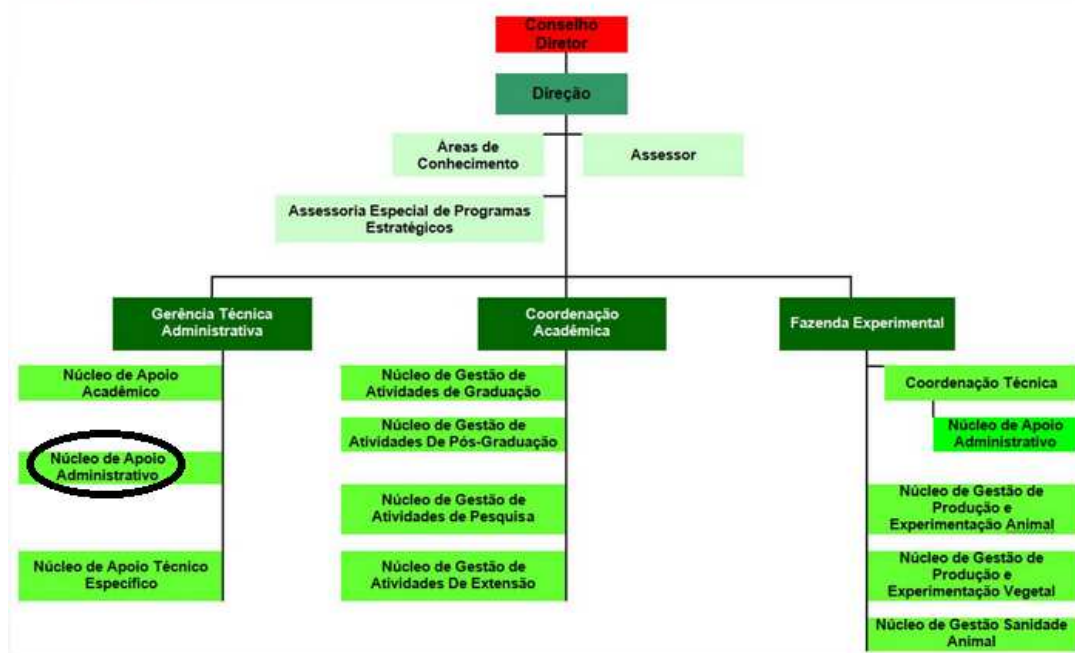 Conselho
Diretor
Direção
Áreas de
Conhecimento
Assessor
Assessoria Especial de Programas
Estratégicos
Gerência Técnica
Administrativa
Núcleo de Apoio
Acadêmico
Núcleo de Apoio
Administrativo
Núcleo de Apoio Técnico
Específico
Coordenação
Acadêmica
Núcleo de Gestão de
Atividades de Graduação
Núcleo de Gestão de
Atividades De Pós-Graduação
Núcleo de Gestão de
Atividades de Pesquisa
Núcleo de Gestão de
Atividades De Extensão
Fazenda Experimental
Coordenação Técnica
Núcleo de Apoio
Administrativo
Núcleo de Gestão de
Produção e
Experimentação Animal
Núcleo de Gestão de
Produção e
Experimentação Vegetal
Núcleo de Gestão Sanidade
Animal